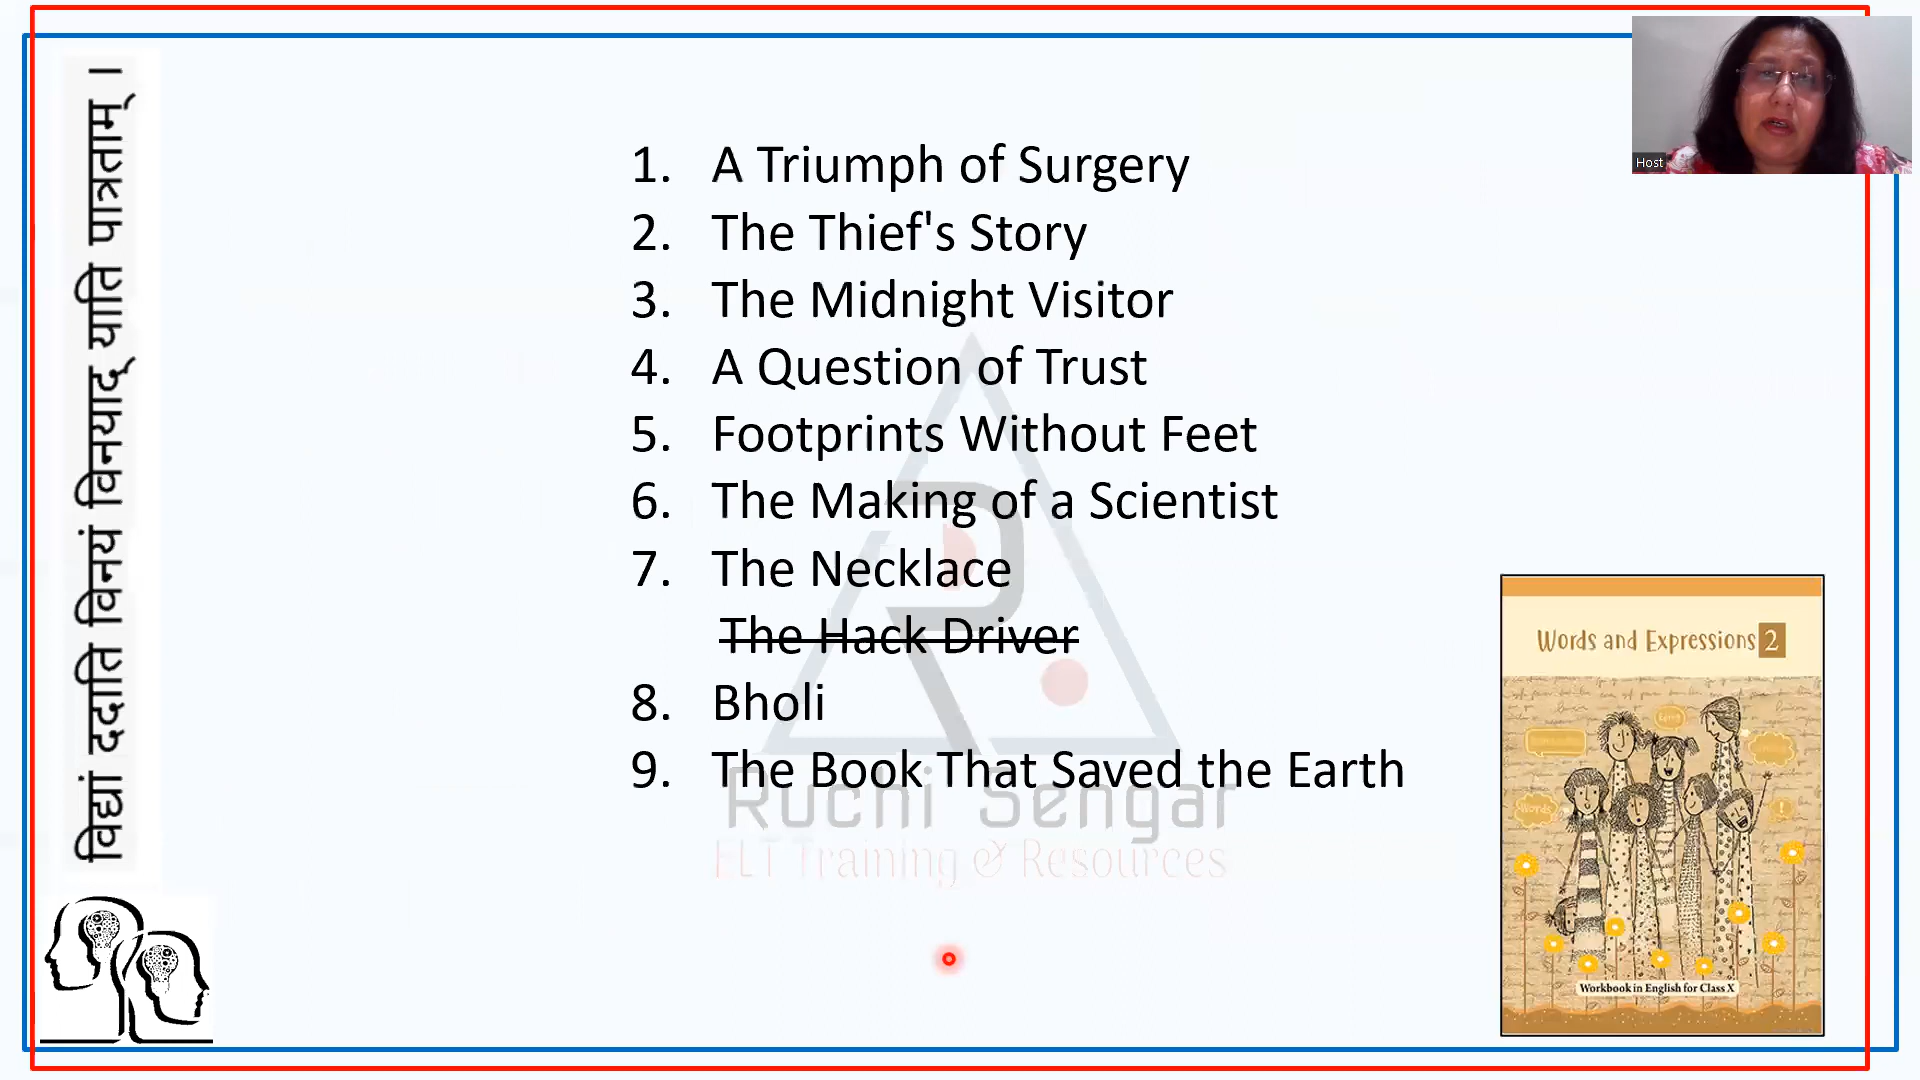 विद्यां ददाति विनयं विनयाद् याति पात्रताम् ।
1. A Triumph of Surgery
2. The Thief's Story
3. The Midnight Visitor
4. A Question of Trust
5. Footprints Without Feet
6. The Making of a Scientist
7. The Necklace
The Hack Driver
8. Bholi
9. The Book That Saved the Earth
Ruchi Sengar
ELT Training & Resources
Host
Words and Expressions 2
Words
Workbook in English for Class X